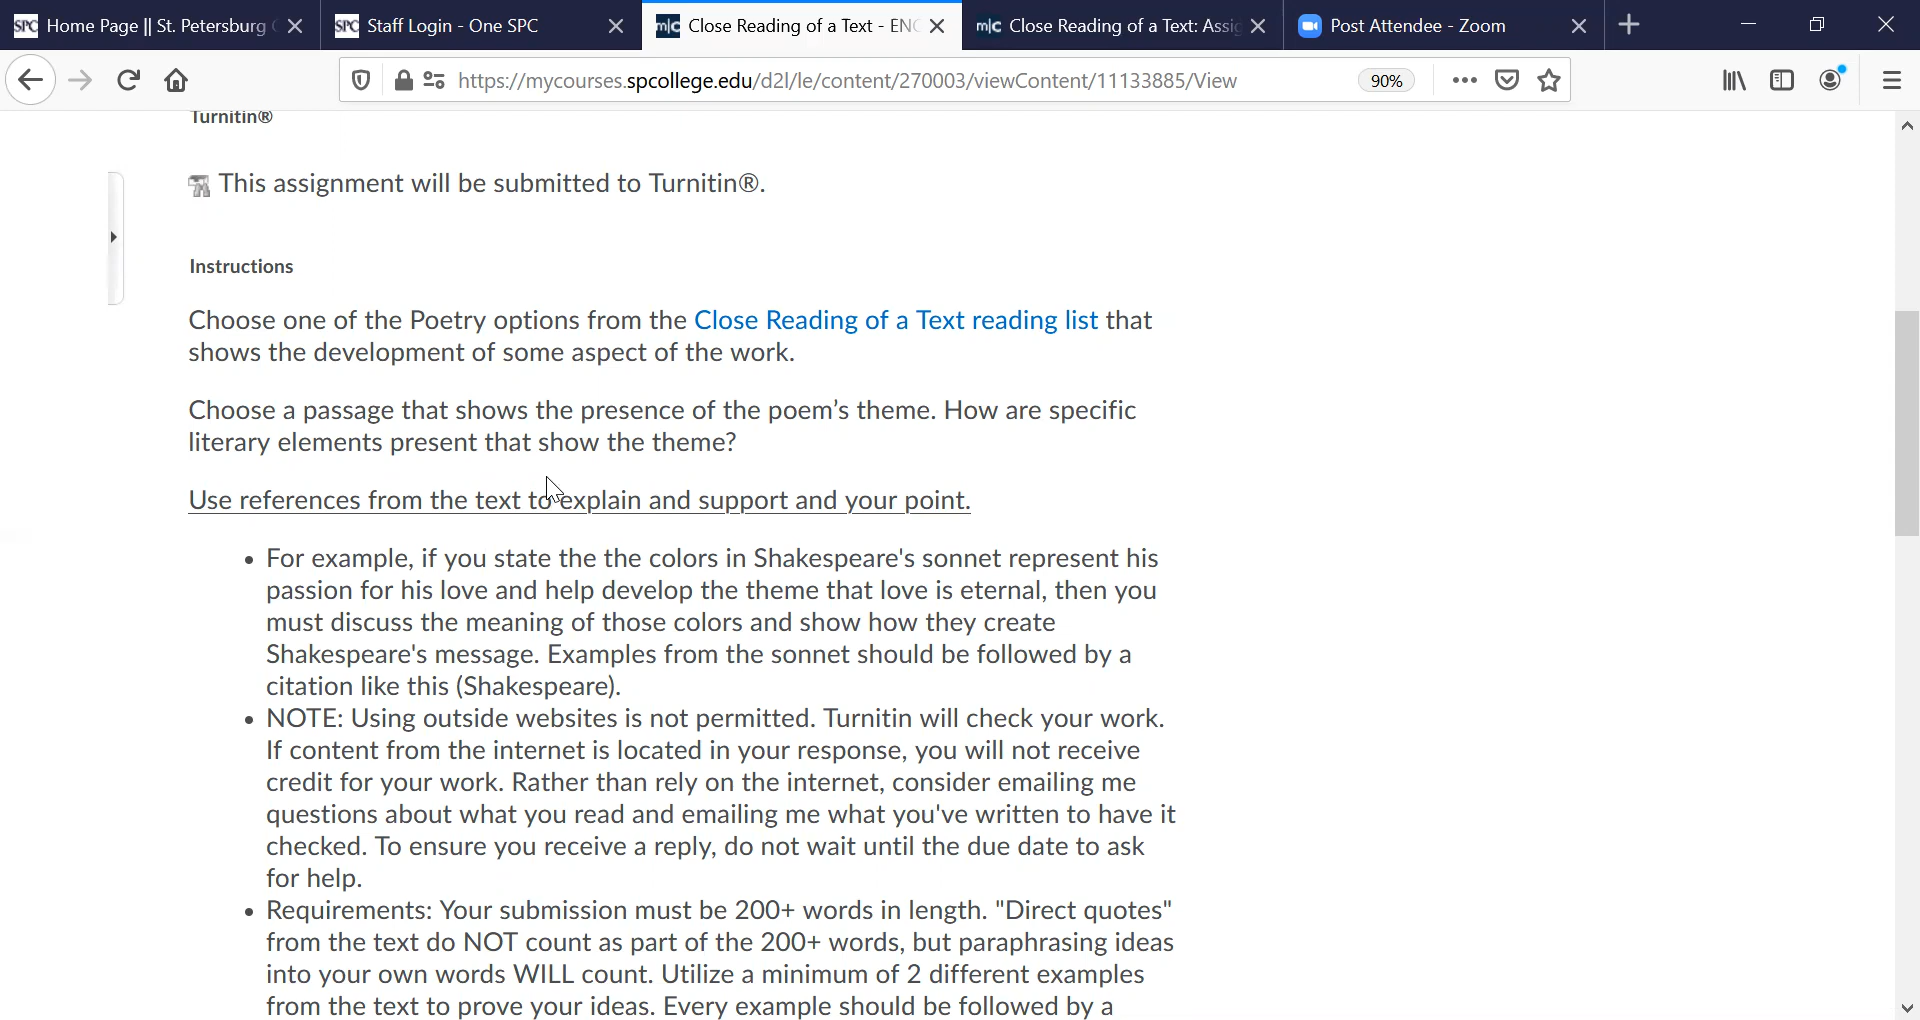 SPC Home Page || St. Petersburg
SPC Staff Login - One SPC
m|c Close Reading of a Text - ENC
m|c Close Reading of a Text: Assig
Post Attendee - Zoom
https://mycourses.spcollege.edu/d2l/le/content/270003/viewContent/11133885/View
90%
Turnitin®
This assignment will be submitted to Turnitin®.
Instructions
Choose one of the Poetry options from the Close Reading of a Text reading list that
shows the development of some aspect of the work.
Choose a passage that shows the presence of the poem’s theme. How are specific
literary elements present that show the theme?
Use references from the text to explain and support and your point.
• For example, if you state the the colors in Shakespeare's sonnet represent his
passion for his love and help develop the theme that love is eternal, then you
must discuss the meaning of those colors and show how they create
Shakespeare's message. Examples from the sonnet should be followed by a
citation like this (Shakespeare).
• NOTE: Using outside websites is not permitted. Turnitin will check your work.
If content from the internet is located in your response, you will not receive
credit for your work. Rather than rely on the internet, consider emailing me
questions about what you read and emailing me what you've written to have it
checked. To ensure you receive a reply, do not wait until the due date to ask
for help.
• Requirements: Your submission must be 200+ words in length. "Direct quotes"
from the text do NOT count as part of the 200+ words, but paraphrasing ideas
into your own words WILL count. Utilize a minimum of 2 different examples
from the text to prove your ideas. Every example should be followed by a